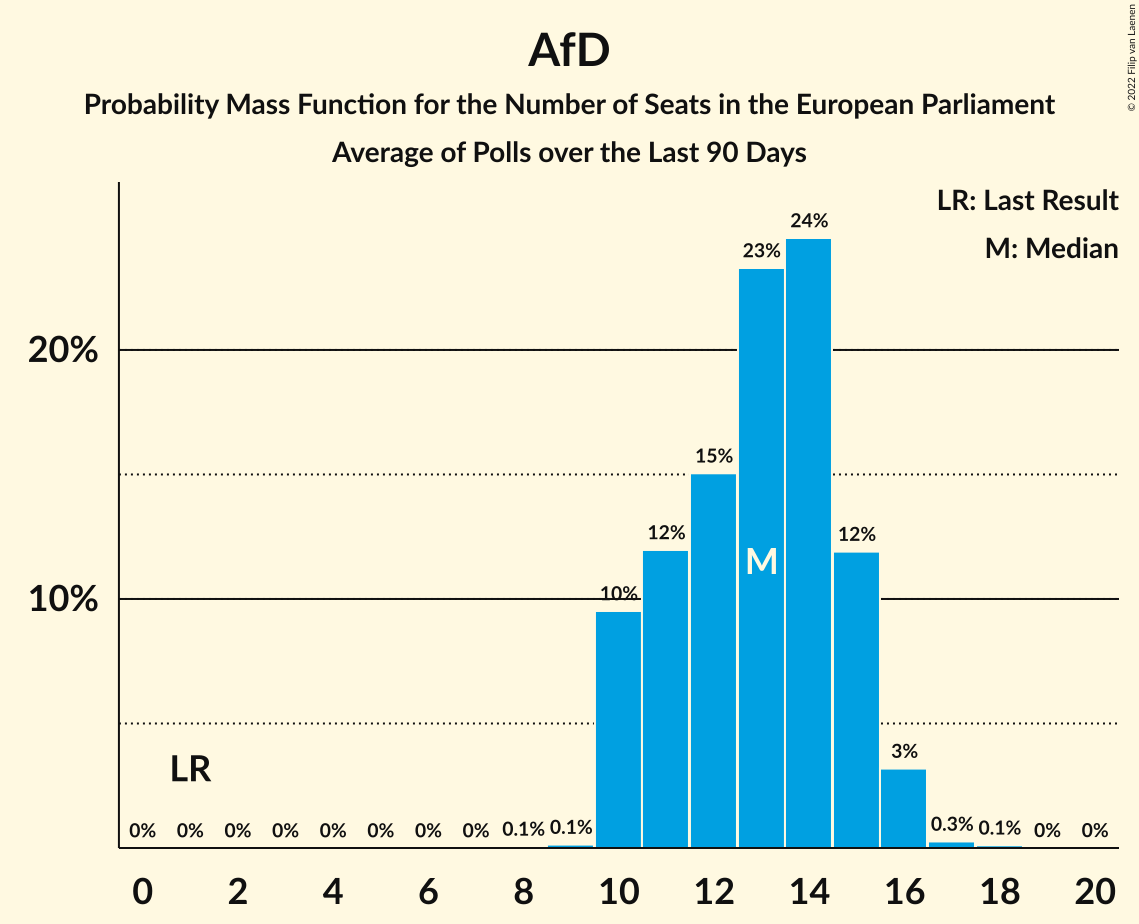 © 2022 Filip van Laenen
AfD
Probability Mass Function for the Number of Seats in the European Parliament
Average of Polls over the Last 90 Days
LR: Last Result
M: Median
20%
10%
0% 0% 0% 0% 0% 0% 0% 0% 0.1% 0.1% 10% 12% 15% 23% 24% 12% 3% 0.3% 0.1% 0% 0%
LR
M
0 2 4 6 8 10 12 14 16 18 20